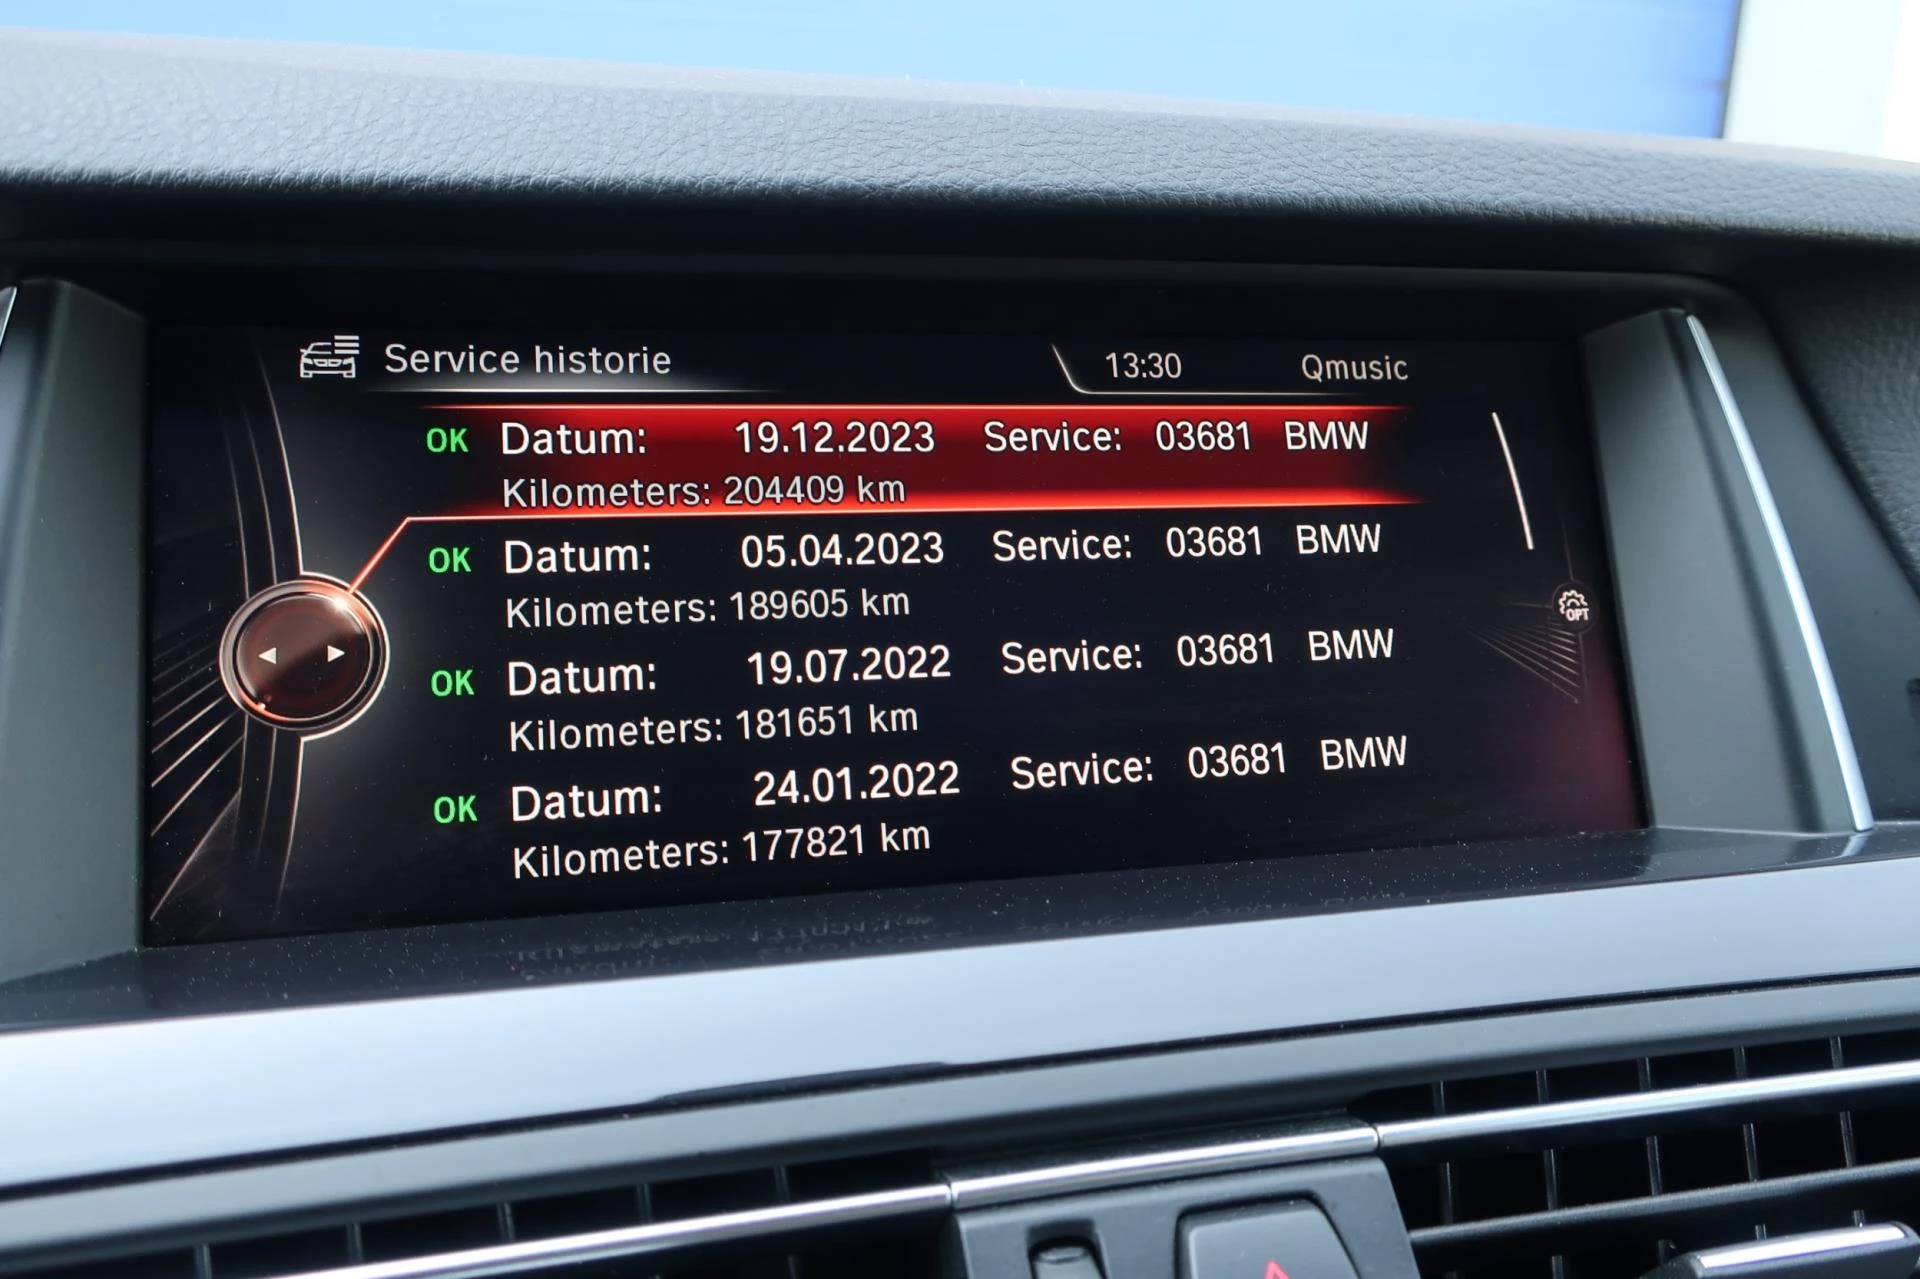 Service historie 13:30 Qmusic
OK Datum: 19.12.2023 Service: 03681 BMW
Kilometers: 204409 km
OK Datum: 05.04.2023 Service: 03681 BMW
Kilometers: 189605 km
OK Datum: 19.07.2022 Service: 03681 BMW
Kilometers: 181651 km
OK Datum: 24.01.2022 Service: 03681 BMW
Kilometers: 177821 km
OPT